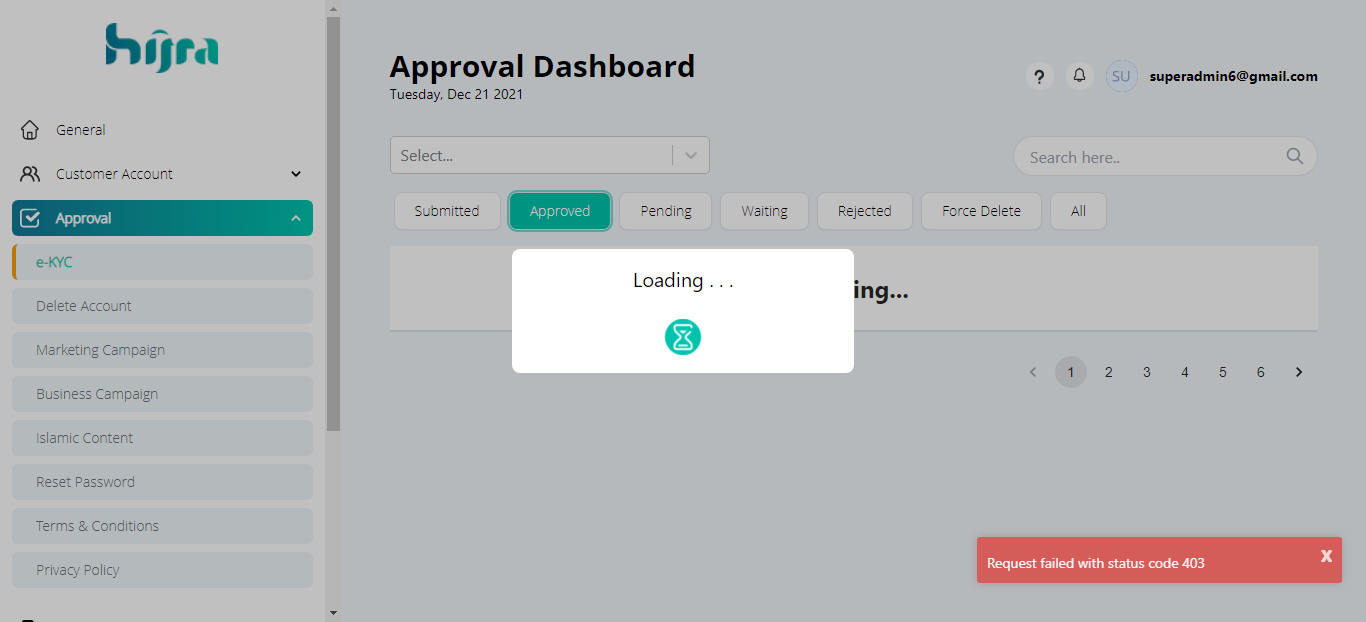 hijra
General
Customer Account
Approval
e-KYC
Delete Account
Marketing Campaign
Business Campaign
Islamic Content
Reset Password
Terms & Conditions
Privacy Policy
Approval Dashboard
Tuesday, Dec 21 2021
? SU superadmin6@gmail.com
Select... Search here..
Submitted Approved Pending Waiting Rejected Force Delete All
Loading . . .
ing...
1 2 3 4 5 6
Request failed with status code 403 X